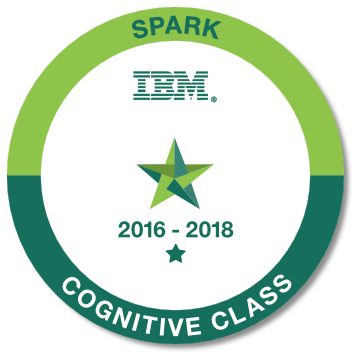 SPARK
IBM®
2016 - 2018
COGNITIVE CLASS